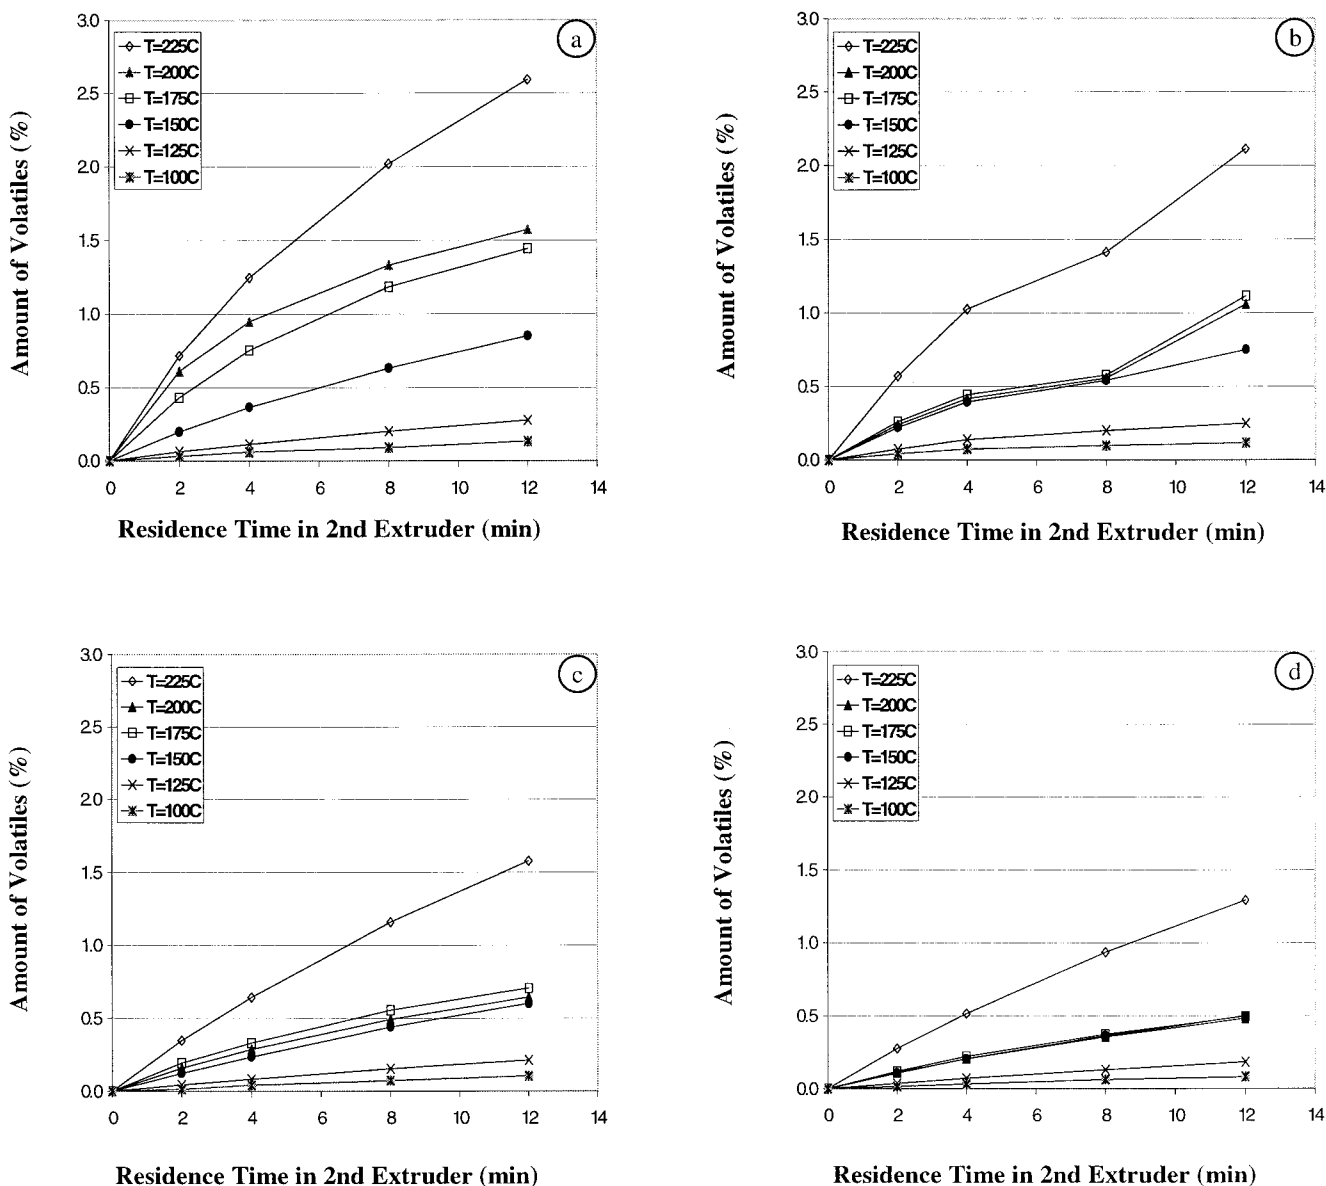 a
3.0
2.5
2.0
1.5
1.0
0.5
0.0
T=225C
T=200C
T=175C
T=150C
T=125C
T=100C
0 2 4 6 8 10 12 14
Amount of Volatiles (%)
Residence Time in 2nd Extruder (min)
b
3.0
2.5
2.0
1.5
1.0
0.5
0.0
T=225C
T=200C
T=175C
T=150C
T=125C
T=100C
0 2 4 6 8 10 12 14
Amount of Volatiles (%)
Residence Time in 2nd Extruder (min)
c
3.0
2.5
2.0
1.5
1.0
0.5
0.0
T=225C
T=200C
T=175C
T=150C
T=125C
T=100C
0 2 4 6 8 10 12 14
Amount of Volatiles (%)
Residence Time in 2nd Extruder (min)
d
3.0
2.5
2.0
1.5
1.0
0.5
0.0
T=225C
T=200C
T=175C
T=150C
T=125C
T=100C
0 2 4 6 8 10 12 14
Amount of Volatiles (%)
Residence Time in 2nd Extruder (min)